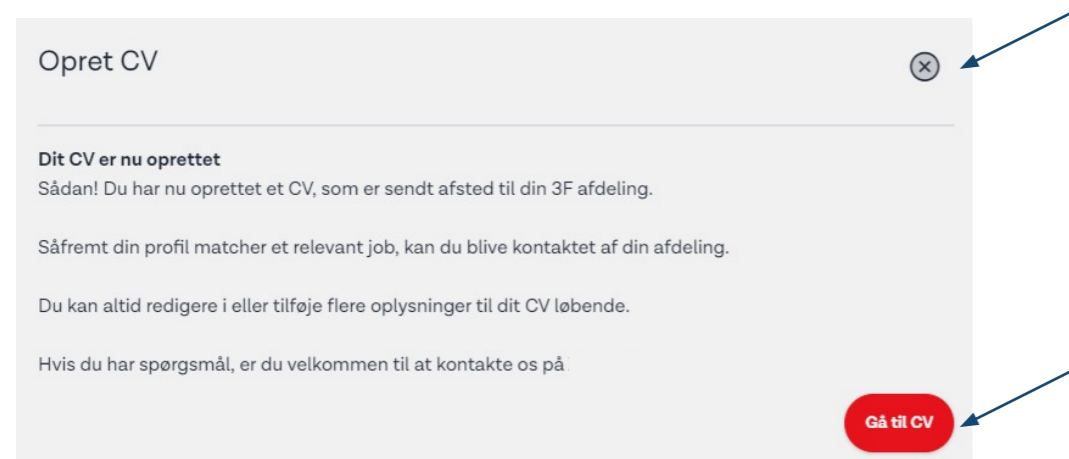 Opret CV
Dit CV er nu oprettet
Sådan! Du har nu oprettet et CV, som er sendt afsted til din 3F afdeling.
Såfremt din profil matcher et relevant job, kan du blive kontaktet af din afdeling.
Du kan altid redigere i eller tilføje flere oplysninger til dit CV løbende.
Hvis du har spørgsmål, er du velkommen til at kontakte os på
Gå til CV